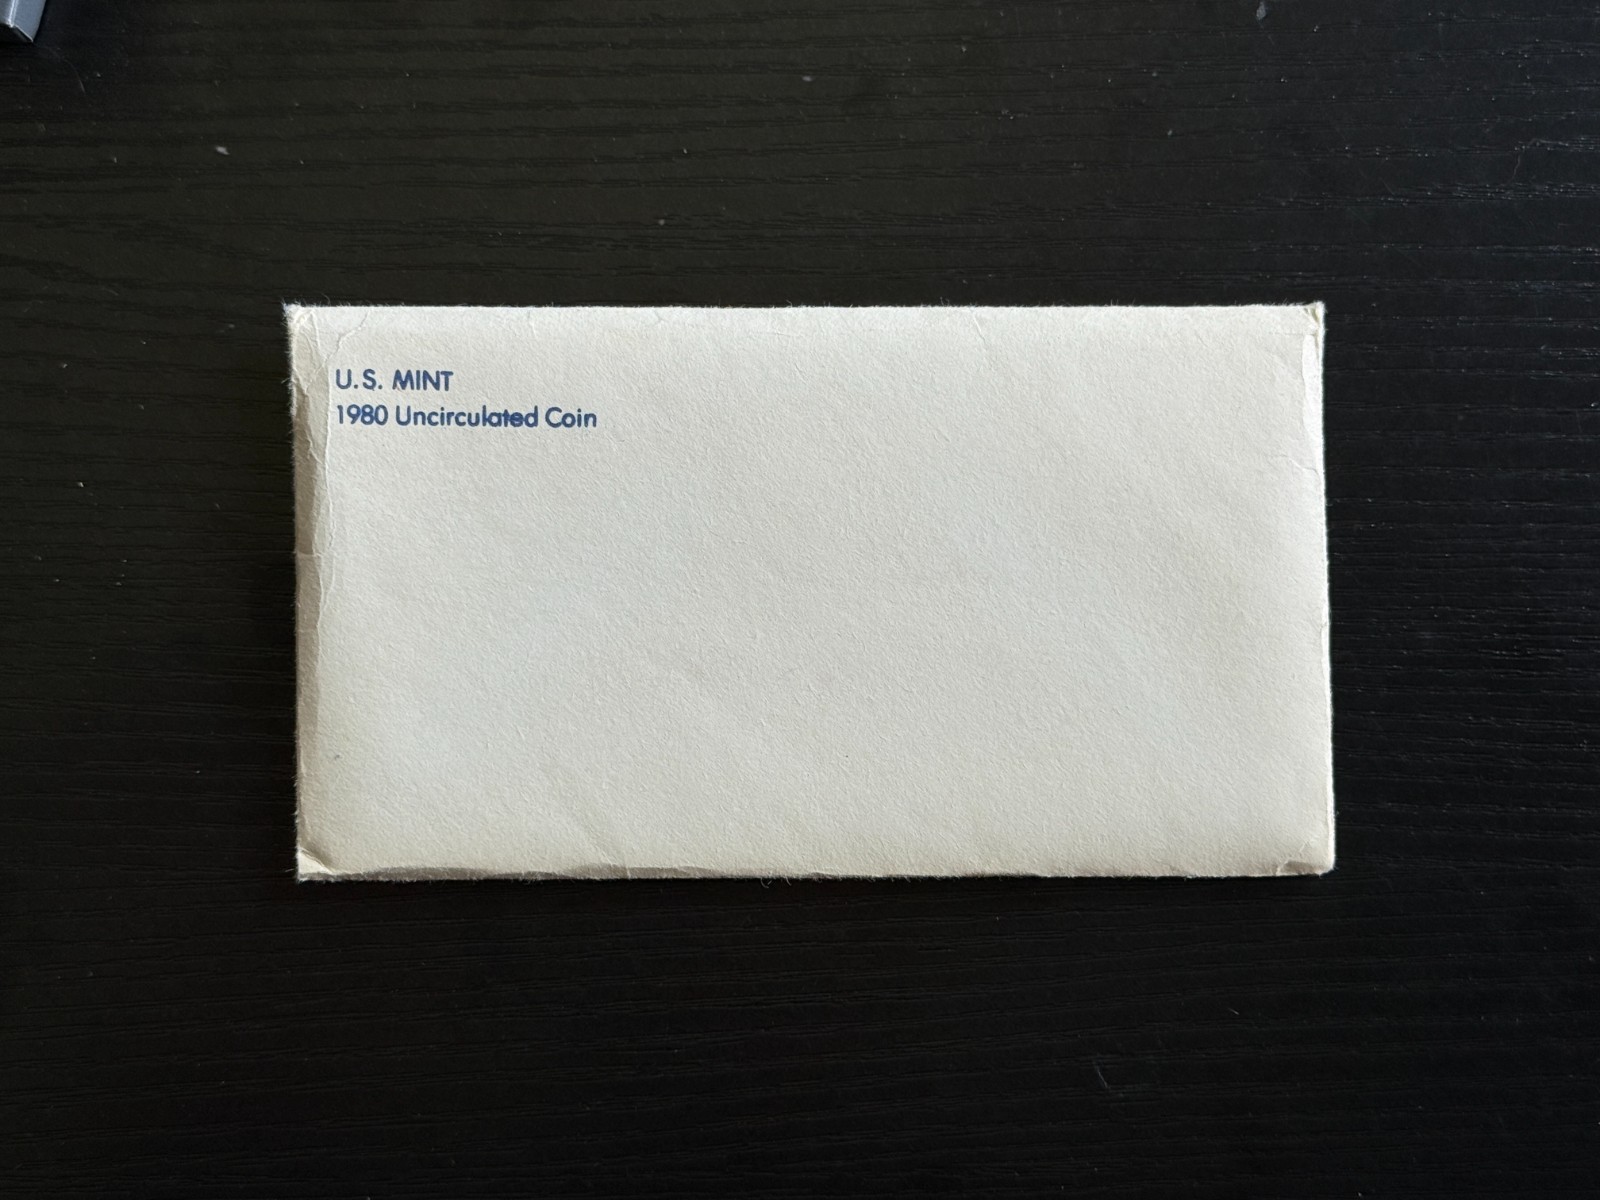 U.S. MINT
1980 Uncirculated Coin